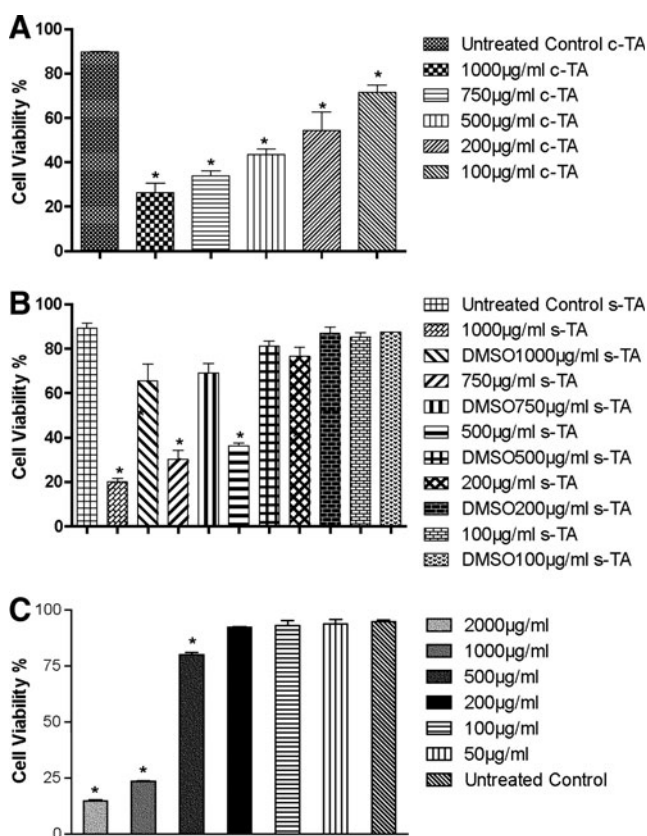 A
Cell Viability %
100
80
60
40
20
0
*
*
*
*
*
Untreated Control c-TA
1000µg/ml c-TA
750µg/ml c-TA
500µg/ml c-TA
200µg/ml c-TA
100µg/ml c-TA
B
Cell Viability %
100
80
60
40
20
0
*
*
*
Untreated Control s-TA
1000µg/ml s-TA
DMSO1000µg/ml s-TA
750µg/ml s-TA
DMSO750µg/ml s-TA
500µg/ml s-TA
DMSO500µg/ml s-TA
200µg/ml s-TA
DMSO200µg/ml s-TA
100µg/ml s-TA
DMSO100µg/ml s-TA
C
Cell Viability %
100
75
50
25
0
*
*
*
2000µg/ml
1000µg/ml
500µg/ml
200µg/ml
100µg/ml
50µg/ml
Untreated Control